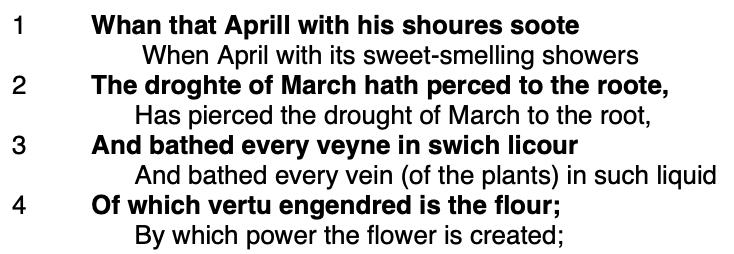 1 Whan that Aprill with his shoures soote
When April with its sweet-smelling showers
2 The droghte of March hath perced to the roote,
Has pierced the drought of March to the root,
3 And bathed every veyne in swich licour
And bathed every vein (of the plants) in such liquid
4 Of which vertu engendred is the flour;
By which power the flower is created;